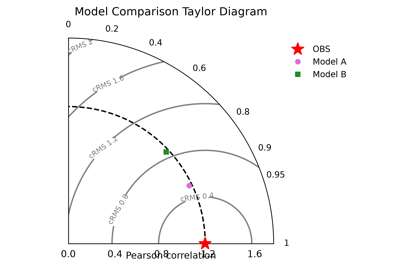 Model Comparison Taylor Diagram
0
0.2
0.4
0.6
0.8
0.9
0.95
1
OBS
Model A
Model B
cRMS 2
cRMS 1.6
cRMS 1.2
cRMS 0.8
cRMS 0.4
0.0 0.4 0.8 1.2 1.6
Pearson correlation